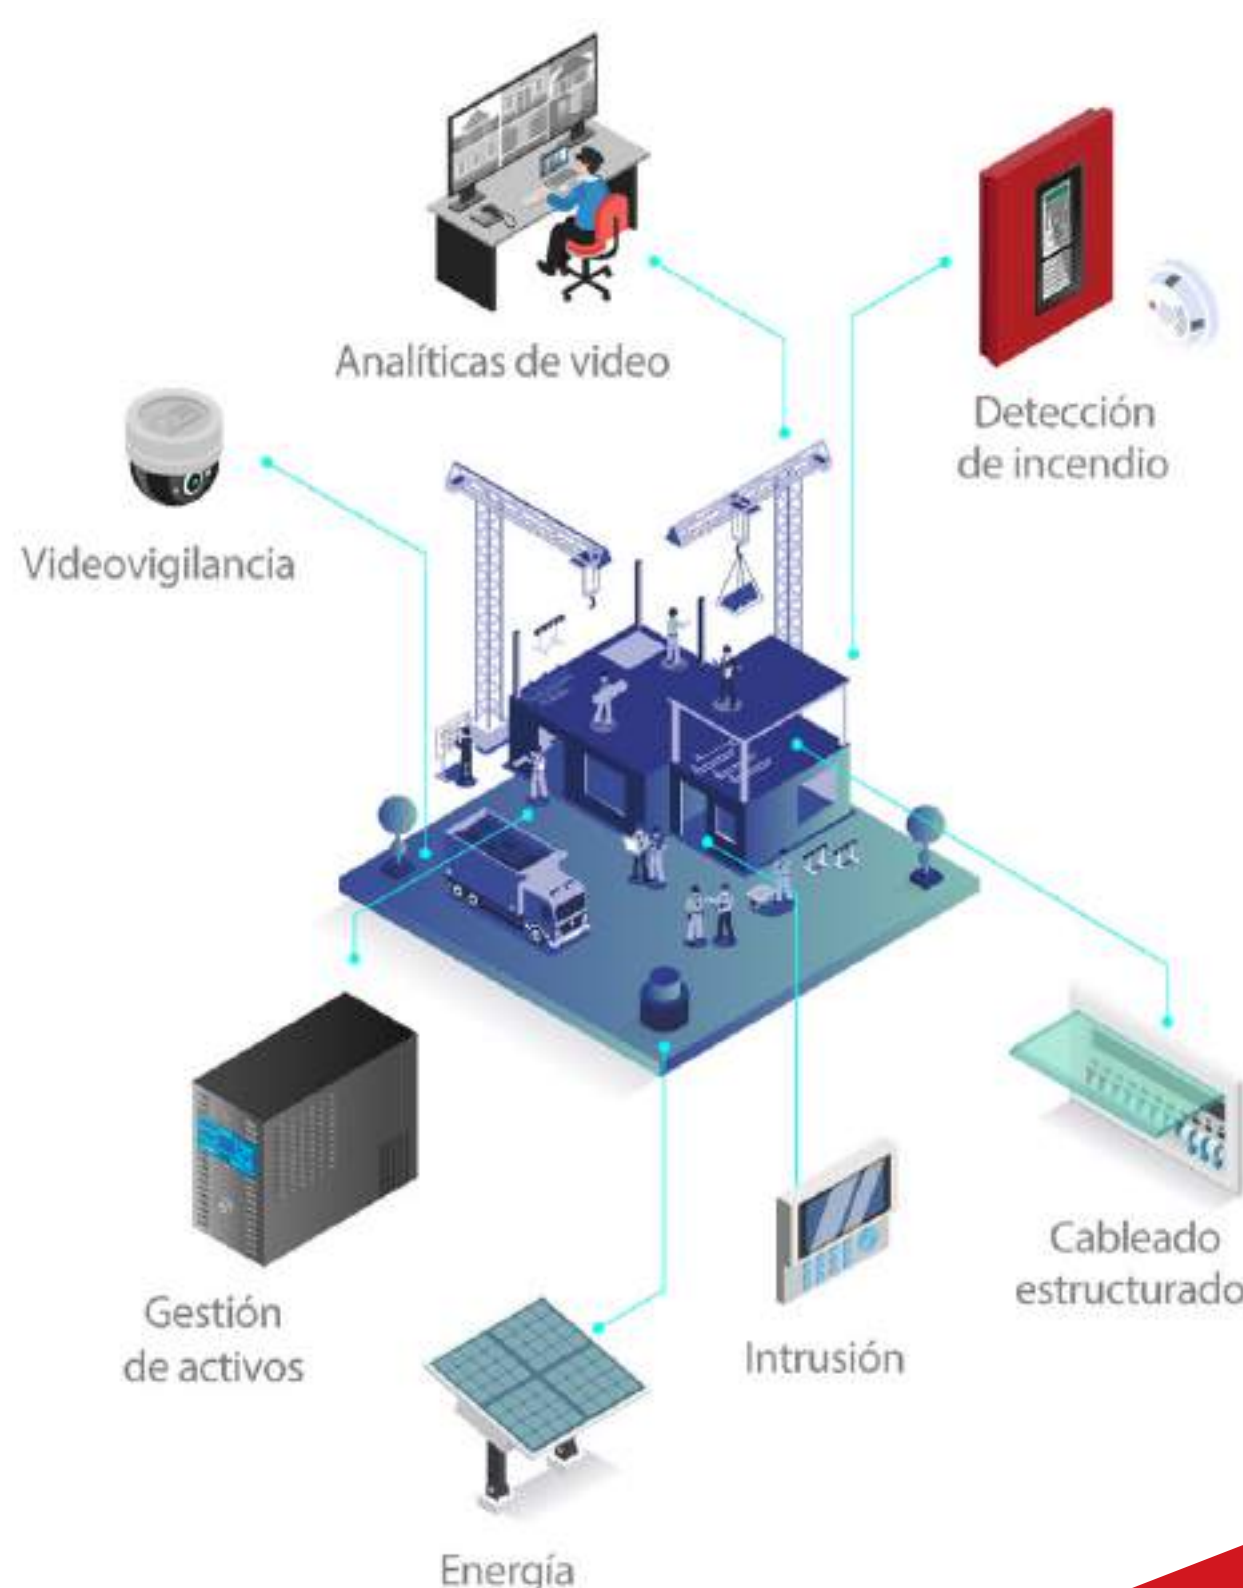 Analíticas de video
Detección
de incendio
Videovigilancia
Gestión
de activos
Cableado
estructurado
Intrusión
Energía